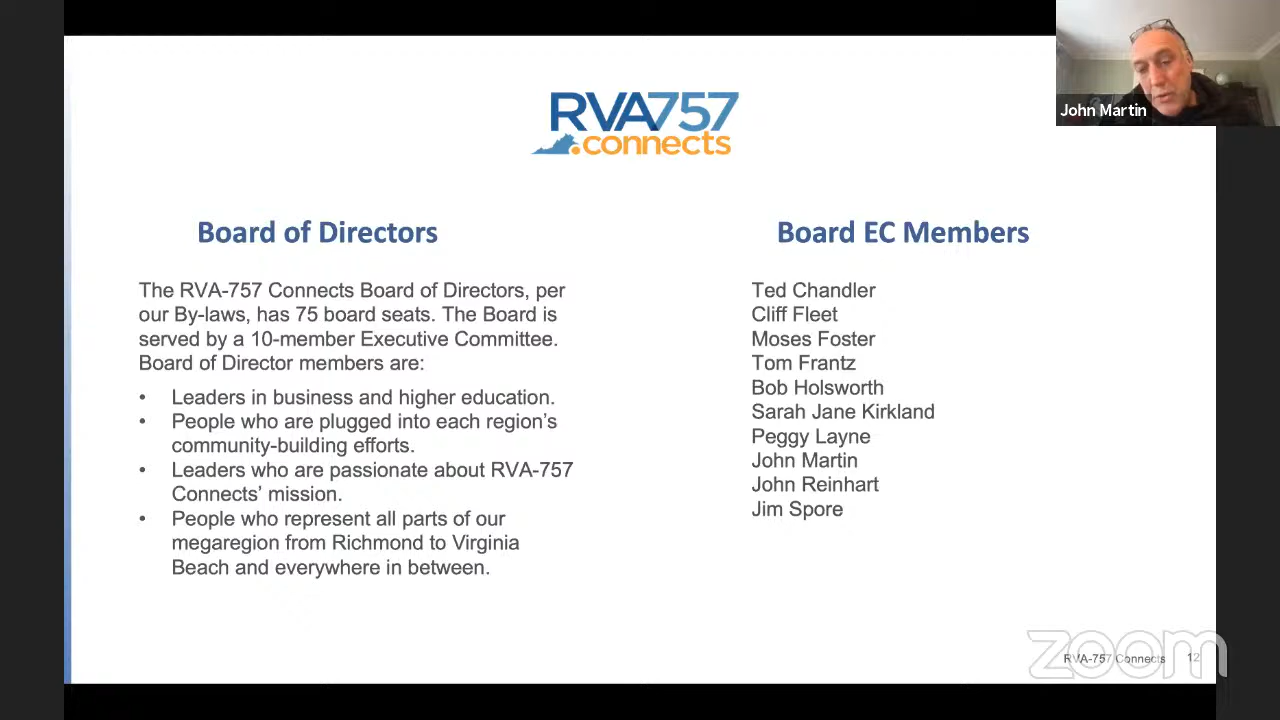 RVA757
connects
John Martin
Board of Directors
The RVA-757 Connects Board of Directors, per
our By-laws, has 75 board seats. The Board is
served by a 10-member Executive Committee.
Board of Director members are:
• Leaders in business and higher education.
• People who are plugged into each region's
community-building efforts.
• Leaders who are passionate about RVA-757
Connects' mission.
• People who represent all parts of our
megaregion from Richmond to Virginia
Beach and everywhere in between.
Board EC Members
Ted Chandler
Cliff Fleet
Moses Foster
Tom Frantz
Bob Holsworth
Sarah Jane Kirkland
Peggy Layne
John Martin
John Reinhart
Jim Spore
zoom
RVA-757 Connects 12